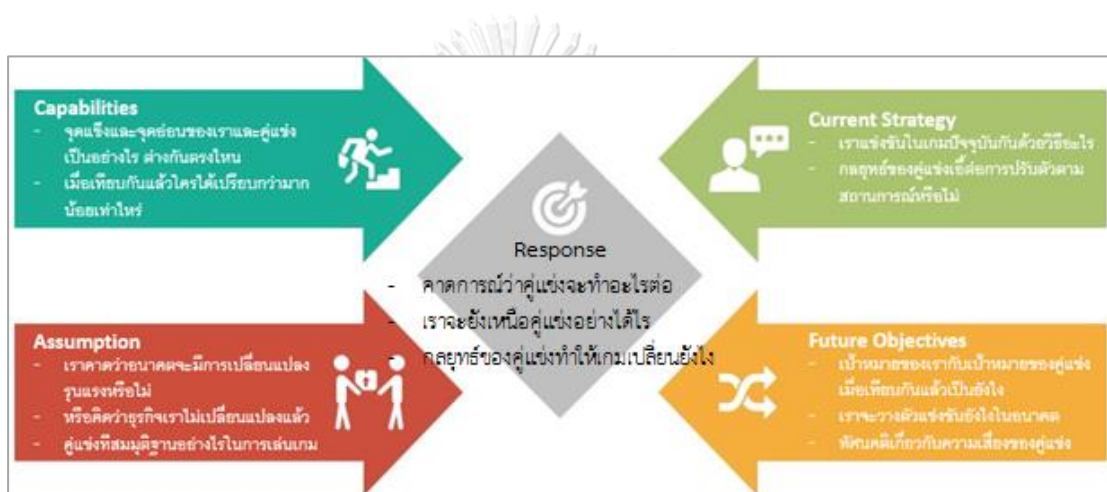 Capabilities
- จุดแข็งและจุดอ่อนของเราและคู่แข่ง
เป็นอย่างไร ต่างกันตรงไหน
- เมื่อเทียบกันแล้วใครได้เปรียบกว่ามาก
น้อยเท่าไหร่
Current Strategy
- เราแข่งขันในเกมปัจจุบันกันด้วยวิธีอะไร
- กลยุทธ์ของคู่แข่งเอื้อต่อการปรับตัวตาม
สถานการณ์หรือไม่
Response
- คาดการณ์ว่าคู่แข่งจะทำอะไรต่อ
- เราจะยังเหนือคู่แข่งอย่างได้ไร
- กลยุทธ์ของคู่แข่งทำให้เกมเปลี่ยนยังไง
Assumption
- เราคาดว่าอนาคตจะมีการเปลี่ยนแปลง
รุนแรงหรือไม่
- หรือคิดว่าธุรกิจเราไม่เปลี่ยนแปลงแล้ว
- คู่แข่งทีสมมุติฐานอย่างไรในการเล่นเกม
Future Objectives
- เป้าหมายของเรากับเป้าหมายของคู่แข่ง
เมื่อเทียบกันแล้วเป็นยังไง
- เราจะวางตัวแข่งขันยังไงในอนาคต
- ทัศนคติเกี่ยวกับความเสี่ยงของคู่แข่ง